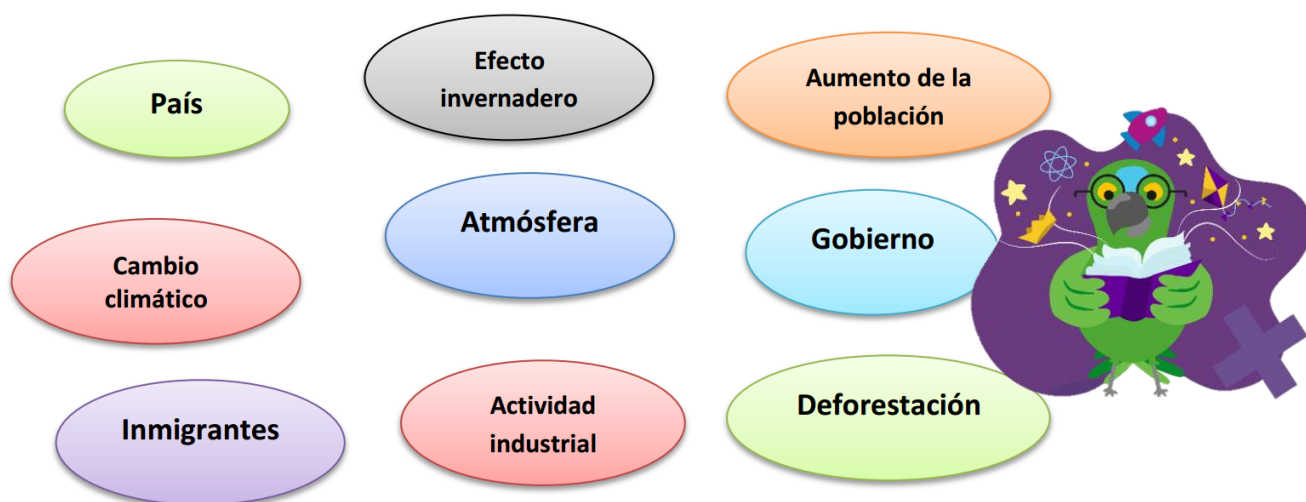 País
Efecto
invernadero
Aumento de la
población
Cambio
climático
Atmósfera
Gobierno
Inmigrantes
Actividad
industrial
Deforestación